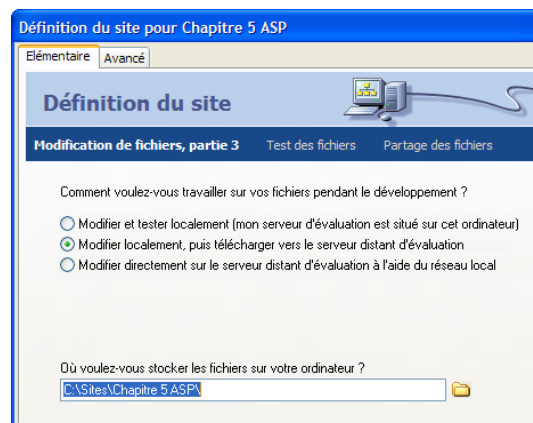 Définition du site pour Chapitre 5 ASP
Elémentaire Avancé
Définition du site
Modification de fichiers, partie 3 Test des fichiers Partage des fichiers
Comment voulez-vous travailler sur vos fichiers pendant le développement ?
Modifier et tester localement (mon serveur d'évaluation est situé sur cet ordinateur)
Modifier localement, puis télécharger vers le serveur distant d'évaluation
Modifier directement sur le serveur distant d'évaluation à l'aide du réseau local
Où voulez-vous stocker les fichiers sur votre ordinateur ?
C:\Sites\Chapitre 5 ASP\